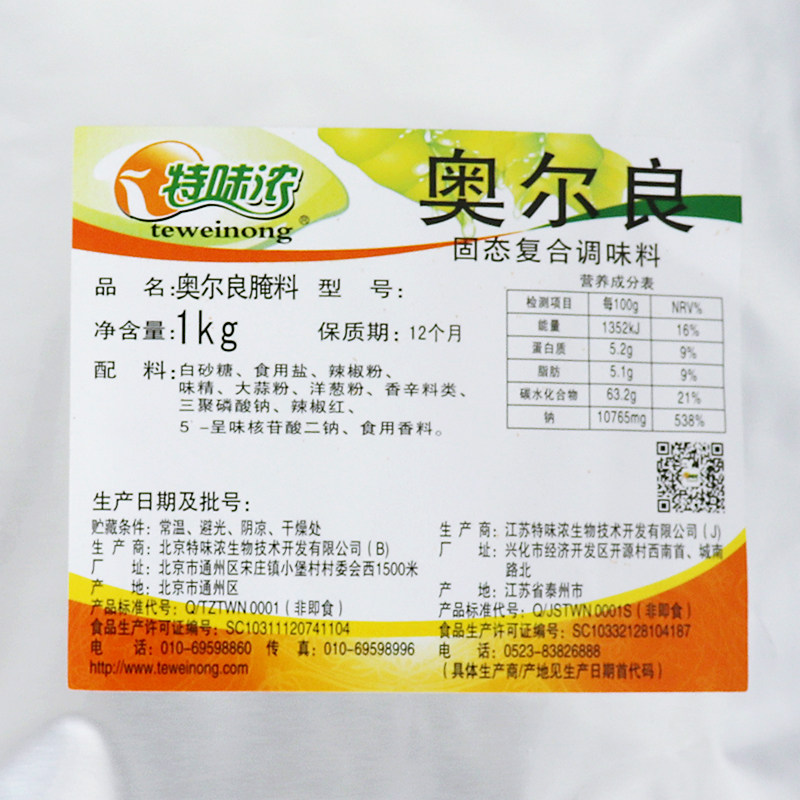 特味浓
teweinong®
奥尔良
固态复合调味料
品 名:奥尔良腌料 型 号:
净含量:1kg 保质期:12个月
配 料:白砂糖、食用盐、辣椒粉、
味精、大蒜粉、洋葱粉、香辛料类、
三聚磷酸钠、辣椒红、
5′-呈味核苷酸二钠、食用香料。
营养成分表
检测项目 每100g NRV%
能量 1352kJ 16%
蛋白质 5.2g 9%
脂肪 5.1g 9%
碳水化合物 63.2g 21%
钠 10765mg 538%
生产日期及批号:
贮藏条件:常温、避光、阴凉、干燥处
生 产 商:北京特味浓生物技术开发有限公司(B)
厂 址:北京市通州区宋庄镇小堡村村委会西1500米
产 地:北京市通州区
产品标准代号:Q/TZTWN 0001(非即食)
食品生产许可证编号:SC10311120741104
电 话:010-69598860 传 真:010-69598996
http://www.teweinong.com
生 产 商:江苏特味浓生物技术开发有限公司(J)
厂 址:兴化市经济开发区开源村西南首、城南
路北
产 地:江苏省泰州市
产品标准代号:Q/JSTWN 0001S(非即食)
食品生产许可证编号:SC10332128104187
电 话:0523-83826888
(具体生产商/产地见生产日期首代码)